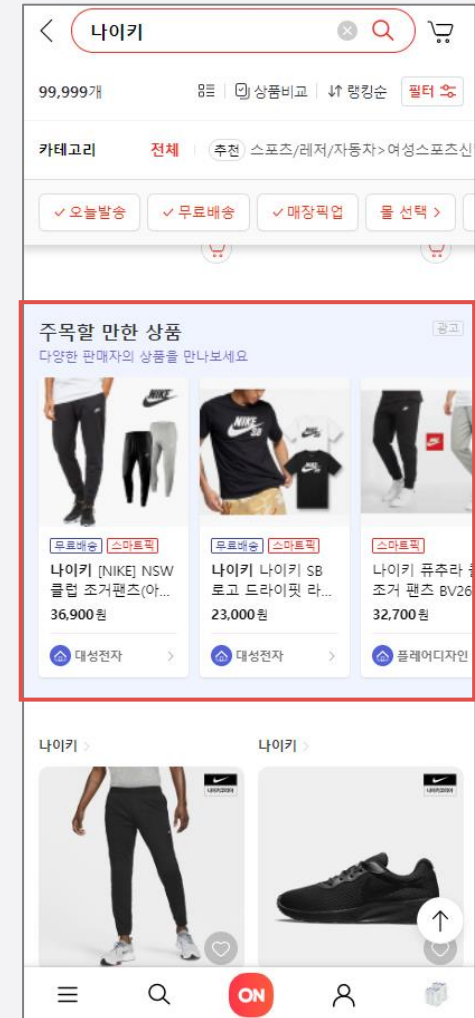 나이키
99,999개 상품비교 랭킹순 필터
카테고리 전체 추천 스포츠/레저/자동차>여성스포츠신
오늘발송 무료배송 매장픽업 몰 선택 >
주목할 만한 상품 광고
다양한 판매자의 상품을 만나보세요
NIKE
NIKE
SB
무료배송 스마트픽
나이키 [NIKE] NSW
클럽 조거팬츠(아...
36,900원
대성전자
무료배송 스마트픽
나이키 나이키 SB
로고 드라이핏 라...
23,000원
대성전자
스마트픽
나이키 퓨추라
조거 팬츠 BV26
32,700원
플레어디자인
나이키 >
나이키 >
ON